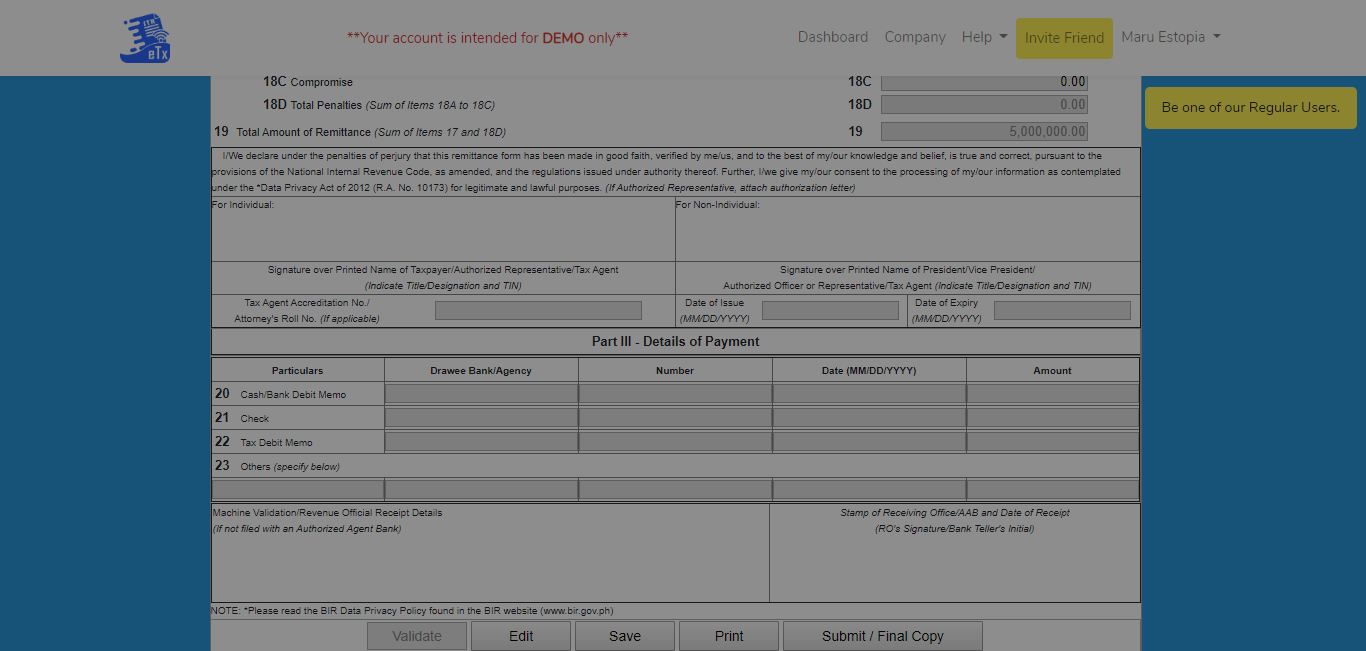 ITR
eTx
**Your account is intended for DEMO only**
Dashboard Company Help Invite Friend Maru Estopia
Be one of our Regular Users.
18C Compromise 18C 0.00
18D Total Penalties (Sum of Items 18A to 18C) 18D 0.00
19 Total Amount of Remittance (Sum of Items 17 and 18D) 19 5,000,000.00
I/We declare under the penalties of perjury that this remittance form has been made in good faith, verified by me/us, and to the best of my/our knowledge and belief, is true and correct, pursuant to the
provisions of the National Internal Revenue Code, as amended, and the regulations issued under authority thereof. Further, I/we give my/our consent to the processing of my/our information as contemplated
under the *Data Privacy Act of 2012 (R.A. No. 10173) for legitimate and lawful purposes. (If Authorized Representative, attach authorization letter)
For Individual: For Non-Individual:
Signature over Printed Name of Taxpayer/Authorized Representative/Tax Agent
(Indicate Title/Designation and TIN)
Signature over Printed Name of President/Vice President/
Authorized Officer or Representative/Tax Agent (Indicate Title/Designation and TIN)
Tax Agent Accreditation No./
Attorney's Roll No. (If applicable)
Date of Issue
(MM/DD/YYYY)
Date of Expiry
(MM/DD/YYYY)
Part III - Details of Payment
Particulars Drawee Bank/Agency Number Date (MM/DD/YYYY) Amount
20 Cash/Bank Debit Memo
21 Check
22 Tax Debit Memo
23 Others (specify below)
Machine Validation/Revenue Official Receipt Details
(If not filed with an Authorized Agent Bank)
Stamp of Receiving Office/AAB and Date of Receipt
(RO's Signature/Bank Teller's Initial)
NOTE: *Please read the BIR Data Privacy Policy found in the BIR website (www.bir.gov.ph)
Validate Edit Save Print Submit / Final Copy